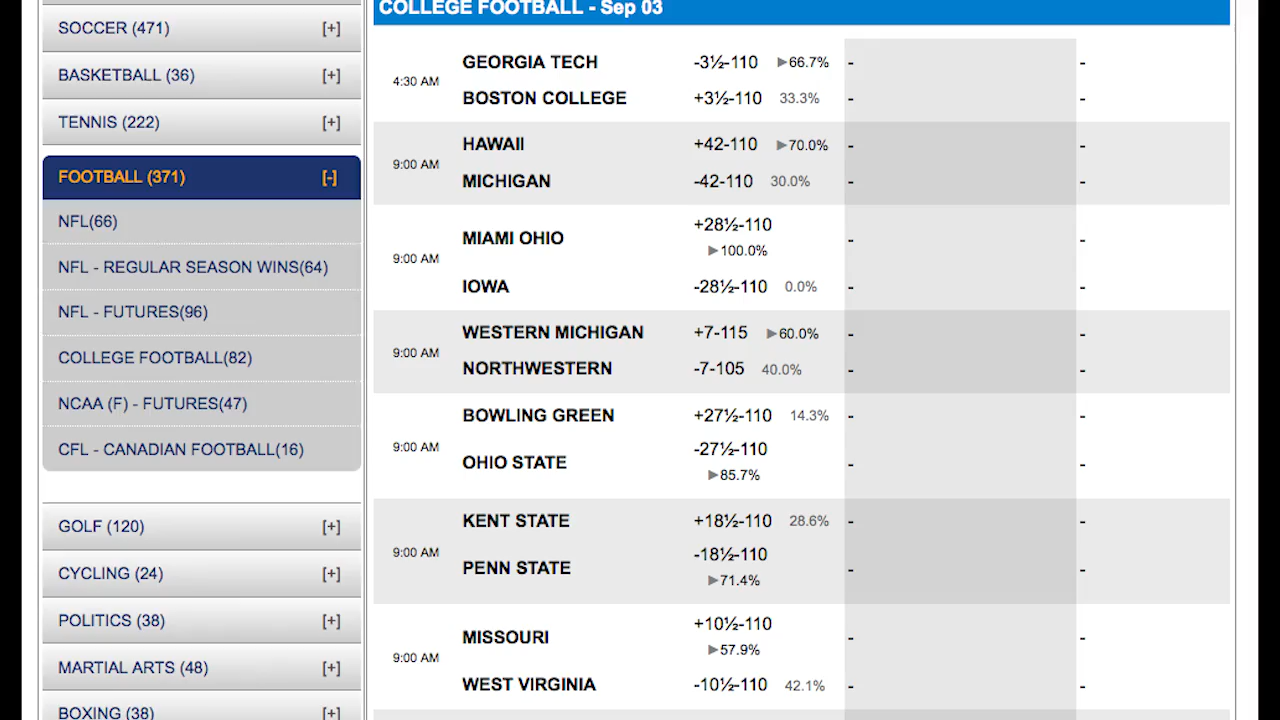 SOCCER (471) [+]
BASKETBALL (36) [+]
TENNIS (222) [+]
FOOTBALL (371) [-]
NFL(66)
NFL - REGULAR SEASON WINS(64)
NFL - FUTURES(96)
COLLEGE FOOTBALL(82)
NCAA (F) - FUTURES(47)
CFL - CANADIAN FOOTBALL(16)
GOLF (120) [+]
CYCLING (24) [+]
POLITICS (38) [+]
MARTIAL ARTS (48) [+]
BOXING (38) [+]
COLLEGE FOOTBALL - Sep 03
4:30 AM
GEORGIA TECH -3½-110 ▶66.7% - -
BOSTON COLLEGE +3½-110 33.3% - -
9:00 AM
HAWAII +42-110 ▶70.0% - -
MICHIGAN -42-110 30.0% - -
9:00 AM
MIAMI OHIO +28½-110 - -
▶100.0%
IOWA -28½-110 0.0% - -
9:00 AM
WESTERN MICHIGAN +7-115 ▶60.0% - -
NORTHWESTERN -7-105 40.0% - -
9:00 AM
BOWLING GREEN +27½-110 14.3% - -
OHIO STATE -27½-110 - -
▶85.7%
9:00 AM
KENT STATE +18½-110 28.6% - -
PENN STATE -18½-110 - -
▶71.4%
9:00 AM
MISSOURI +10½-110 - -
▶57.9%
WEST VIRGINIA -10½-110 42.1% - -